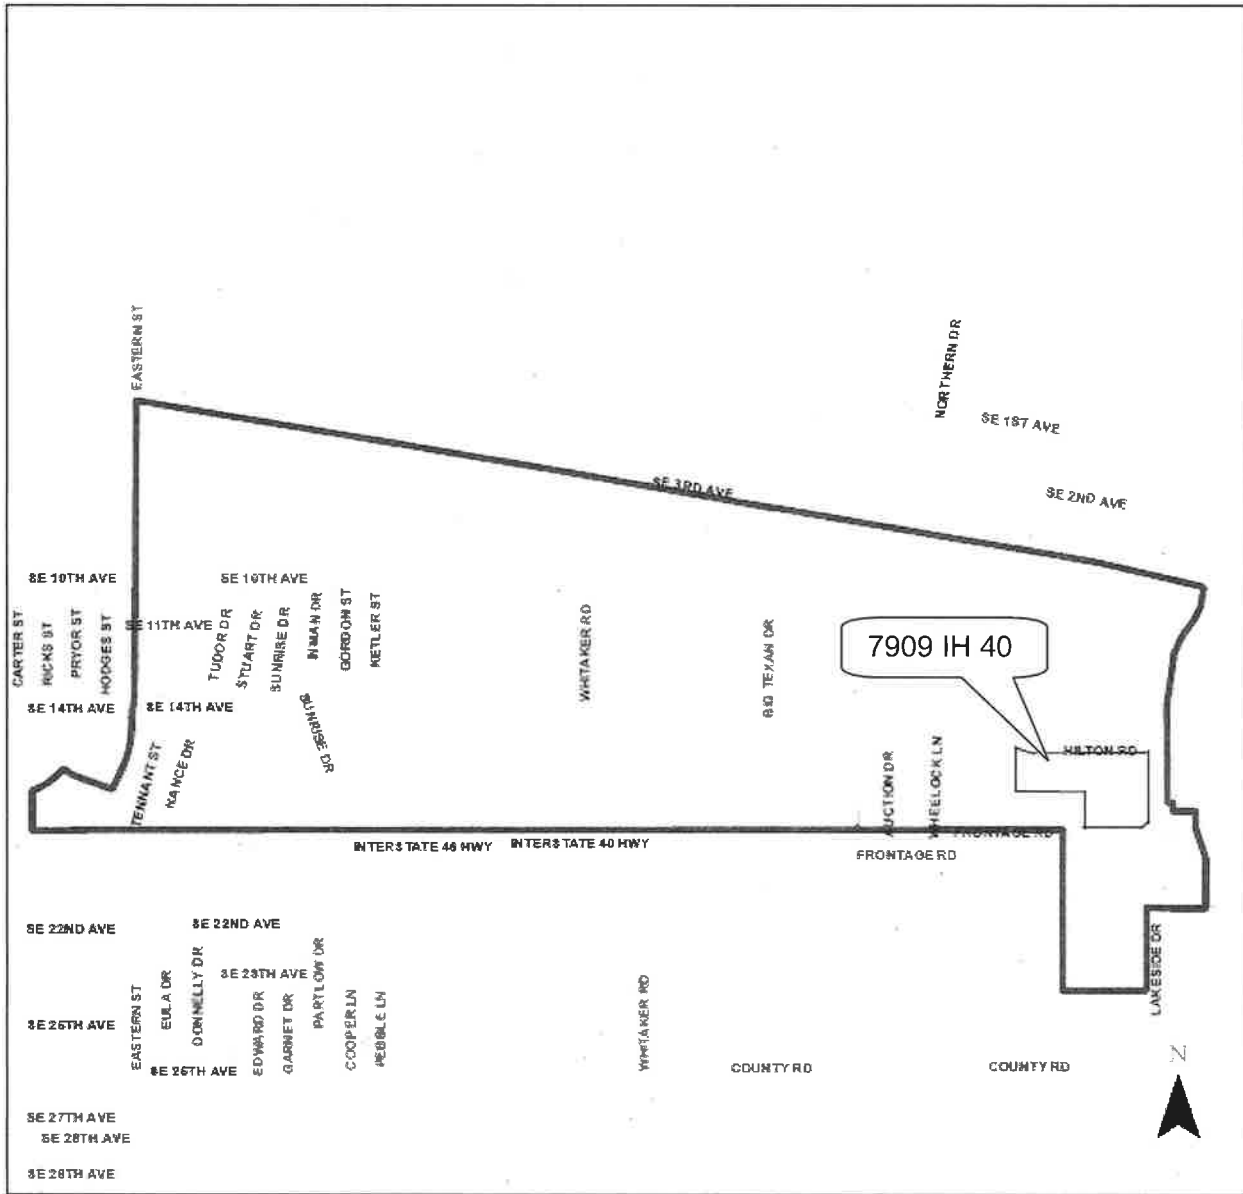 EASTERN ST
NORTHERN DR
SE 1ST AVE
SE 3RD AVE
SE 2ND AVE
SE 10TH AVE
SE 10TH AVE
CARTER ST
RICKS ST
PRYOR ST
HODGES ST
SE 11TH AVE
TUDOR DR
STUART DR
SUNRISE DR
INMAN DR
GORDON ST
KETLER ST
WHITAKER RD
BIG TEXAN DR
7909 IH 40
SE 14TH AVE
SE 14TH AVE
SUNRISE DR
TENNANT ST
NANCE DR
AUCTION DR
WHEELOCK LN
HILTON RD
FRONTAGE RD
INTERSTATE 40 HWY
INTERSTATE 40 HWY
FRONTAGE RD
SE 22ND AVE
SE 22ND AVE
LAKESIDE DR
EASTERN ST
EULA DR
DONNELLY DR
SE 23TH AVE
EDWARD DR
GARNET DR
PARTLOW DR
COOPER LN
PEBBLE LN
WHITAKER RD
SE 25TH AVE
SE 25TH AVE
COUNTY RD
COUNTY RD
N
SE 27TH AVE
SE 28TH AVE